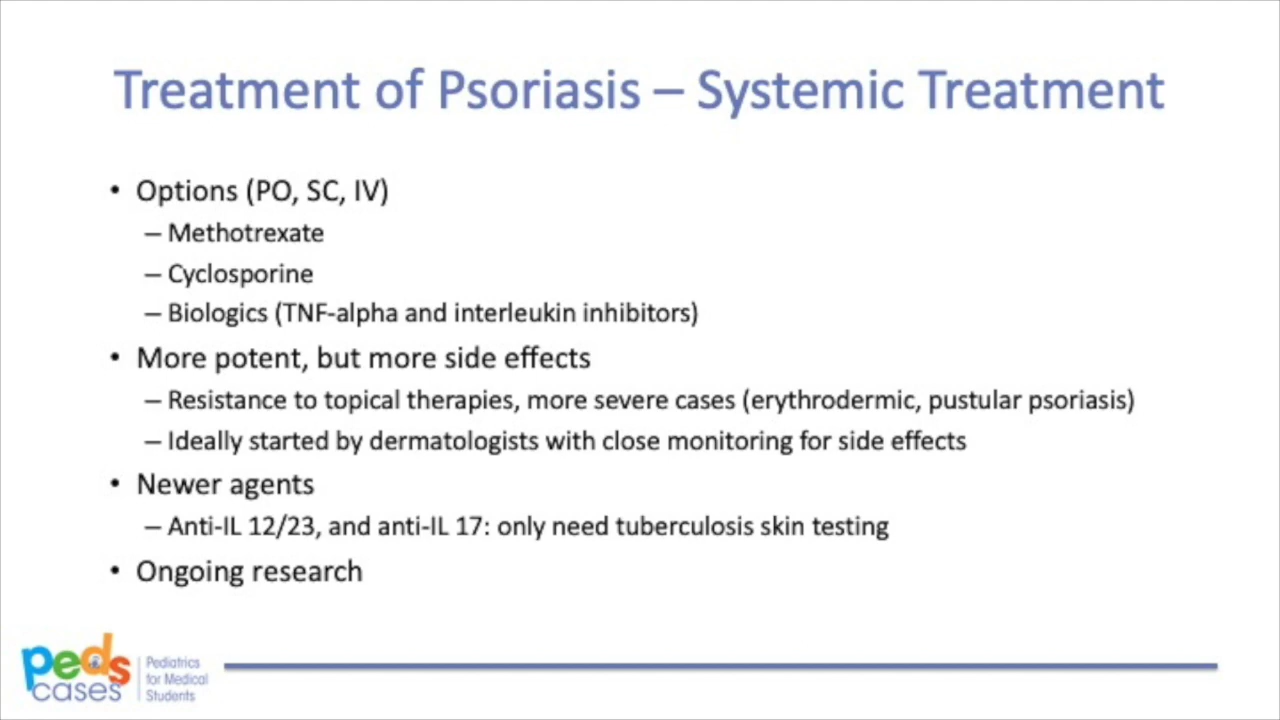 Treatment of Psoriasis – Systemic Treatment
• Options (PO, SC, IV)
– Methotrexate
– Cyclosporine
– Biologics (TNF-alpha and interleukin inhibitors)
• More potent, but more side effects
– Resistance to topical therapies, more severe cases (erythrodermic, pustular psoriasis)
– Ideally started by dermatologists with close monitoring for side effects
• Newer agents
– Anti-IL 12/23, and anti-IL 17: only need tuberculosis skin testing
• Ongoing research
peds
cases
Pediatrics
for Medical
Students